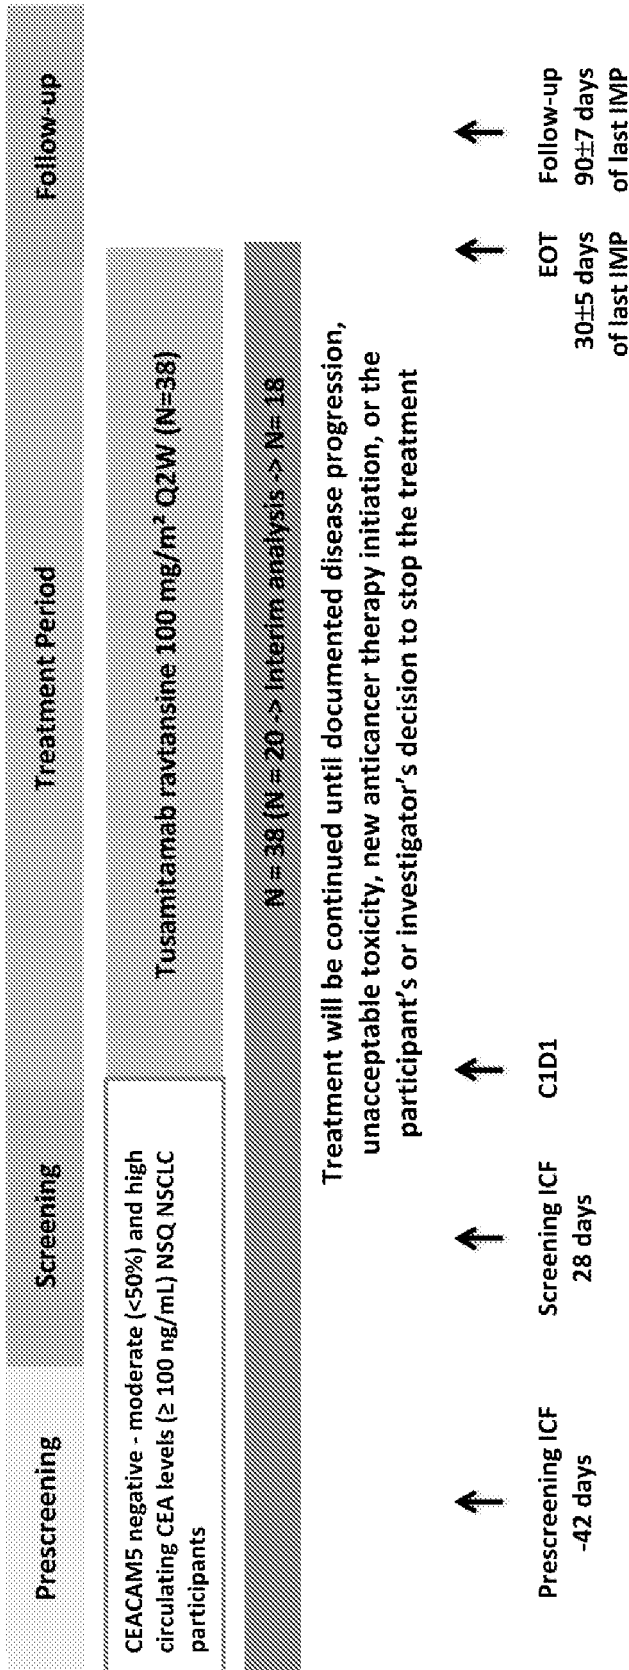 Prescreening
Screening
Treatment Period
Follow-up
CEACAM5 negative - moderate (<50%) and high
circulating CEA levels (≥ 100 ng/mL) NSQ NSCLC
participants
Tusamitamab ravtansine 100 mg/m² Q2W (N=38)
N = 38 (N = 20 -> Interim analysis -> N= 18
Treatment will be continued until documented disease progression,
unacceptable toxicity, new anticancer therapy initiation, or the
participant's or investigator's decision to stop the treatment
Prescreening ICF
-42 days
Screening ICF
28 days
C1D1
EOT
30±5 days
of last IMP
Follow-up
90±7 days
of last IMP